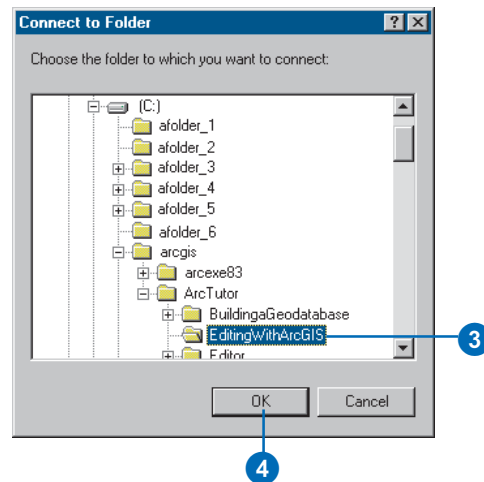 Connect to Folder
Choose the folder to which you want to connect:
(C:)
afolder_1
afolder_2
afolder_3
afolder_4
afolder_5
afolder_6
arcgis
arcexe83
ArcTutor
BuildingaGeodatabase
EditingWithArcGIS
3
Editor
OK
Cancel
4